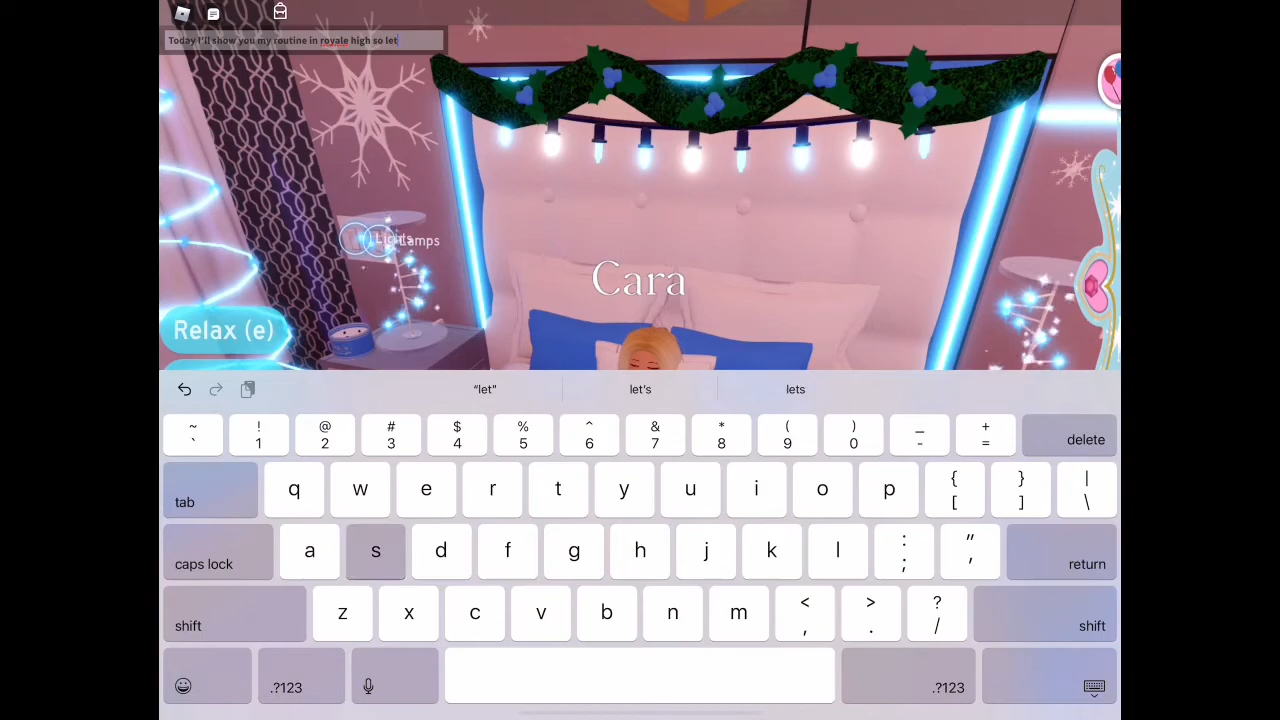 Today I'll show you my routine in royale high so let
Lights
Lamps
Cara
Relax (e)
“let” let’s lets
~ ` ! 1 @ 2 # 3 $ 4 % 5 ^ 6 & 7 * 8 ( 9 ) 0 _ - + = delete
tab q w e r t y u i o p { [ } ] | \
caps lock a s d f g h j k l : ; " ' return
shift z x c v b n m < , > . ? / shift
.?123 .?123